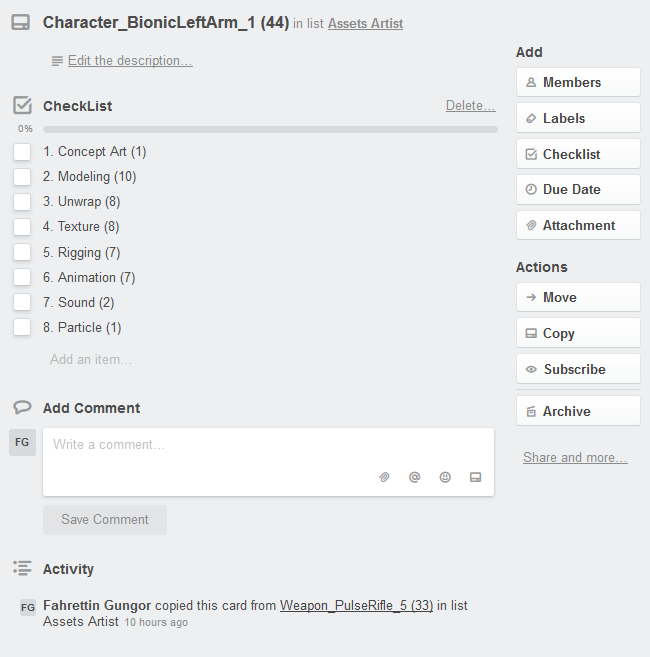 Character_BionicLeftArm_1 (44) in list Assets Artist
Edit the description…
CheckList
Delete…
0%
1. Concept Art (1)
2. Modeling (10)
3. Unwrap (8)
4. Texture (8)
5. Rigging (7)
6. Animation (7)
7. Sound (2)
8. Particle (1)
Add an item…
Add Comment
FG
Write a comment…
@
Save Comment
Activity
FG
Fahrettin Gungor copied this card from Weapon_PulseRifle_5 (33) in list
Assets Artist 10 hours ago
Add
Members
Labels
Checklist
Due Date
Attachment
Actions
Move
Copy
Subscribe
Archive
Share and more…